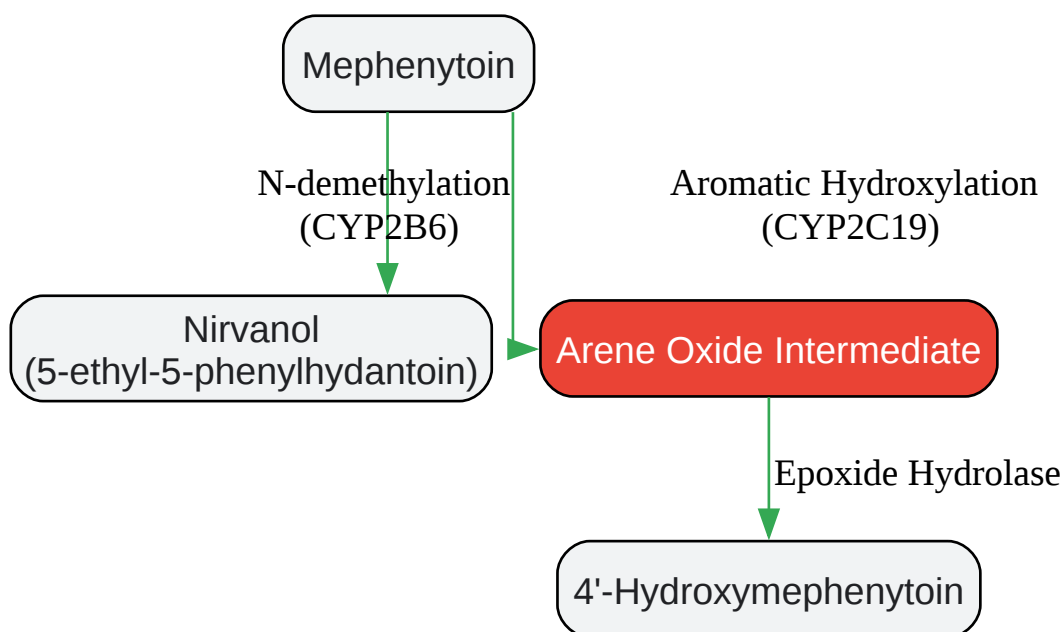 Mephenytoin
N-demethylation
(CYP2B6)
Aromatic Hydroxylation
(CYP2C19)
Nirvanol
(5-ethyl-5-phenylhydantoin)
Arene Oxide Intermediate
Epoxide Hydrolase
4'-Hydroxymephenytoin